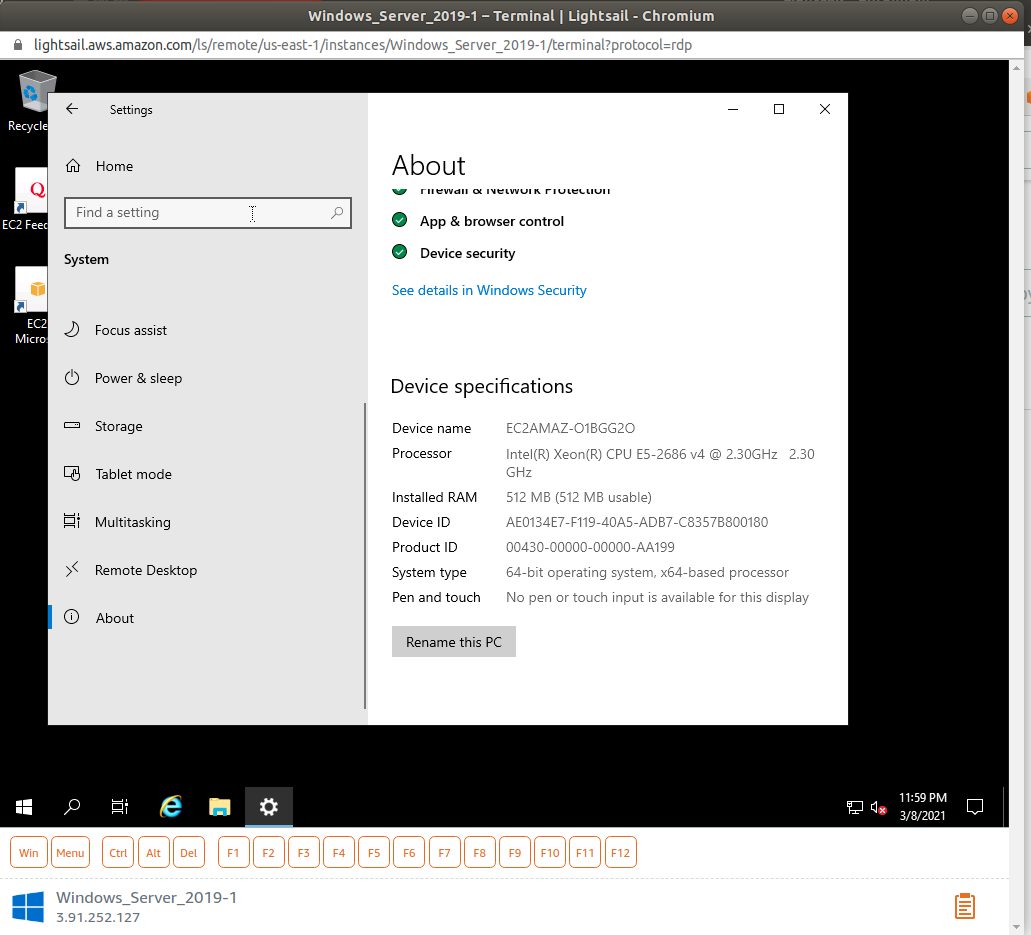 Windows_Server_2019-1 – Terminal | Lightsail - Chromium
lightsail.aws.amazon.com/ls/remote/us-east-1/instances/Windows_Server_2019-1/terminal?protocol=rdp
Recycle
EC2 Feed
EC2
Micros
Settings
Home
Find a setting
System
Focus assist
Power & sleep
Storage
Tablet mode
Multitasking
Remote Desktop
About
About
Firewall & Network Protection
App & browser control
Device security
See details in Windows Security
Device specifications
Device name EC2AMAZ-O1BGG2O
Processor Intel(R) Xeon(R) CPU E5-2686 v4 @ 2.30GHz 2.30
GHz
Installed RAM 512 MB (512 MB usable)
Device ID AE0134E7-F119-40A5-ADB7-C8357B800180
Product ID 00430-00000-00000-AA199
System type 64-bit operating system, x64-based processor
Pen and touch No pen or touch input is available for this display
Rename this PC
11:59 PM
3/8/2021
Win Menu Ctrl Alt Del F1 F2 F3 F4 F5 F6 F7 F8 F9 F10 F11 F12
Windows_Server_2019-1
3.91.252.127